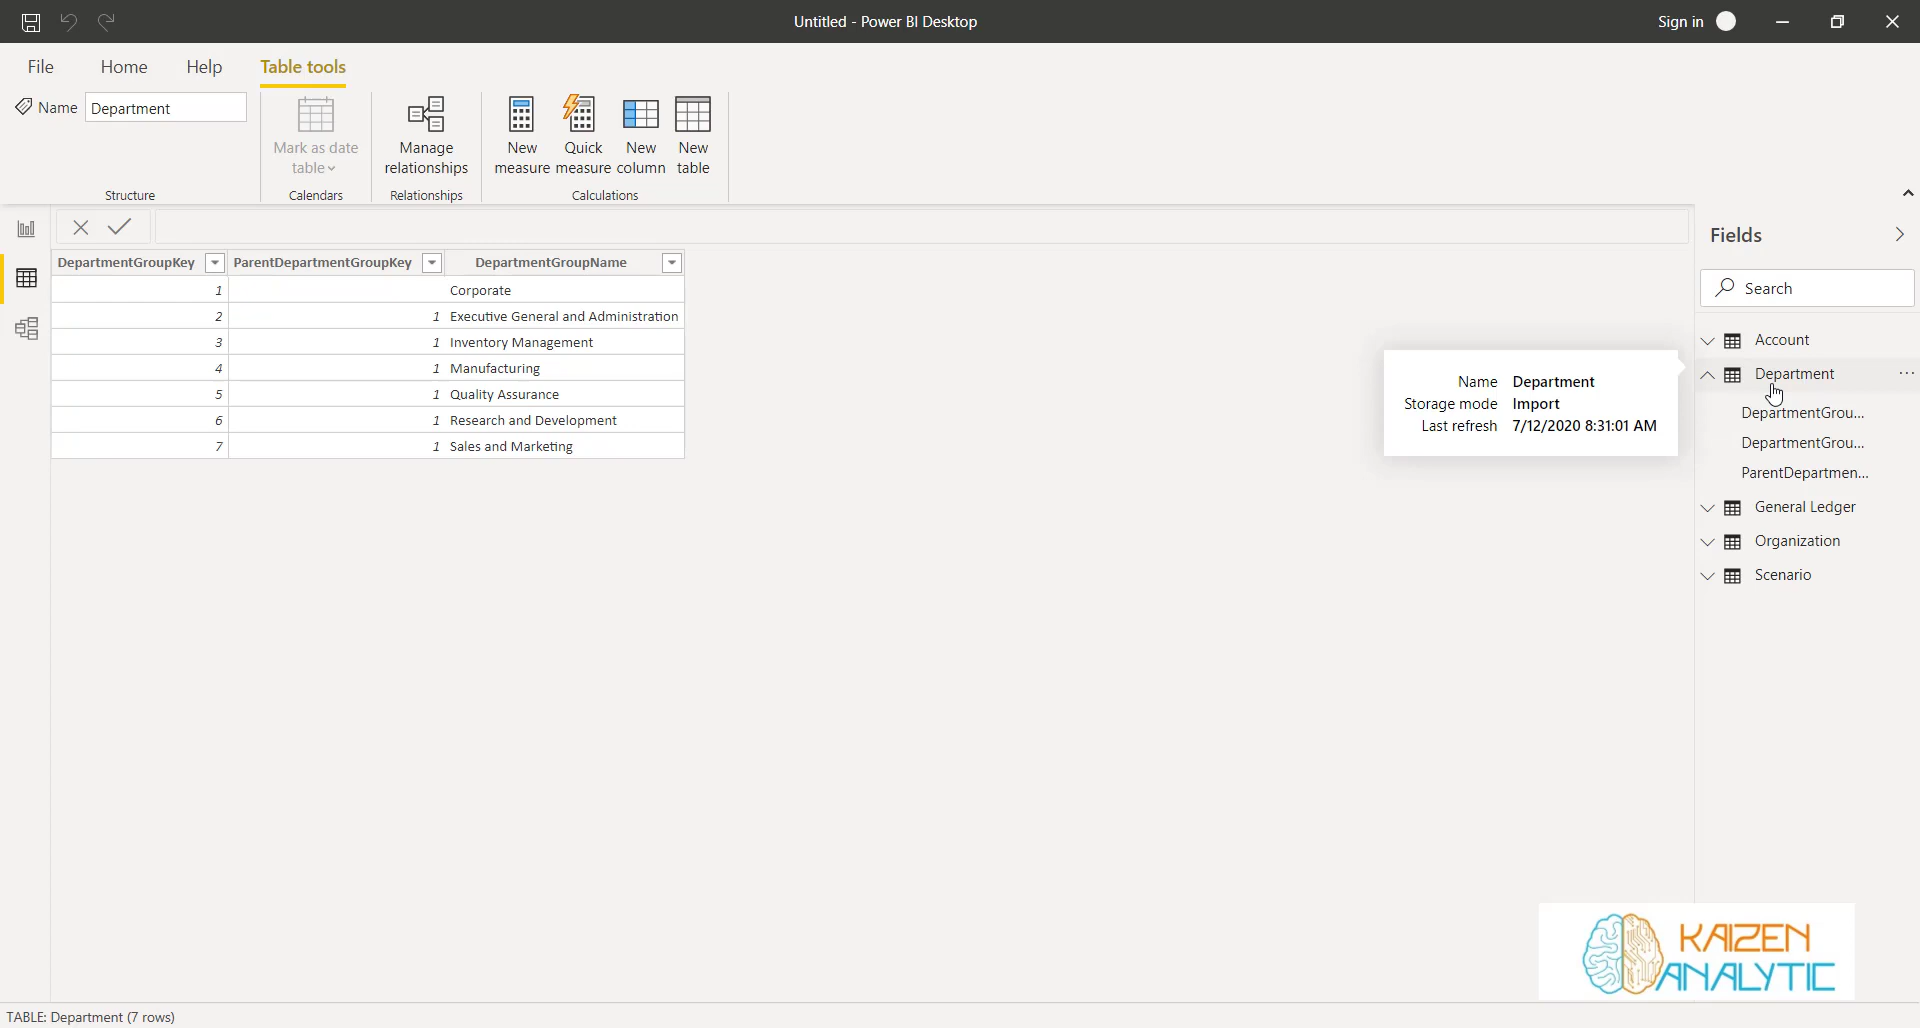 Untitled - Power BI Desktop
Sign in
File Home Help Table tools
Name Department
Mark as date table
Manage relationships
New measure
Quick measure
New column
New table
Structure Calendars Relationships Calculations
DepartmentGroupKey ParentDepartmentGroupKey DepartmentGroupName
1 Corporate
2 1 Executive General and Administration
3 1 Inventory Management
4 1 Manufacturing
5 1 Quality Assurance
6 1 Research and Development
7 1 Sales and Marketing
Name Department
Storage mode Import
Last refresh 7/12/2020 8:31:01 AM
Fields
Search
Account
Department
DepartmentGrou...
DepartmentGrou...
ParentDepartmen...
General Ledger
Organization
Scenario
KAIZEN
ANALYTIC
TABLE: Department (7 rows)